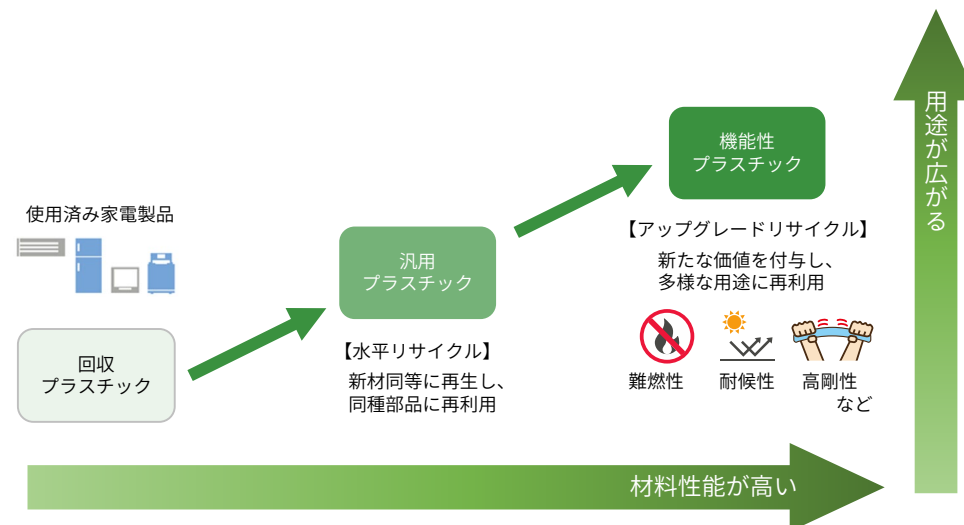 使用済み家電製品
回収
プラスチック
汎用
プラスチック
【水平リサイクル】
新材同等に再生し、
同種部品に再利用
機能性
プラスチック
【アップグレードリサイクル】
新たな価値を付与し、
多様な用途に再利用
難燃性
耐候性
高剛性
など
材料性能が高い
用途が広がる